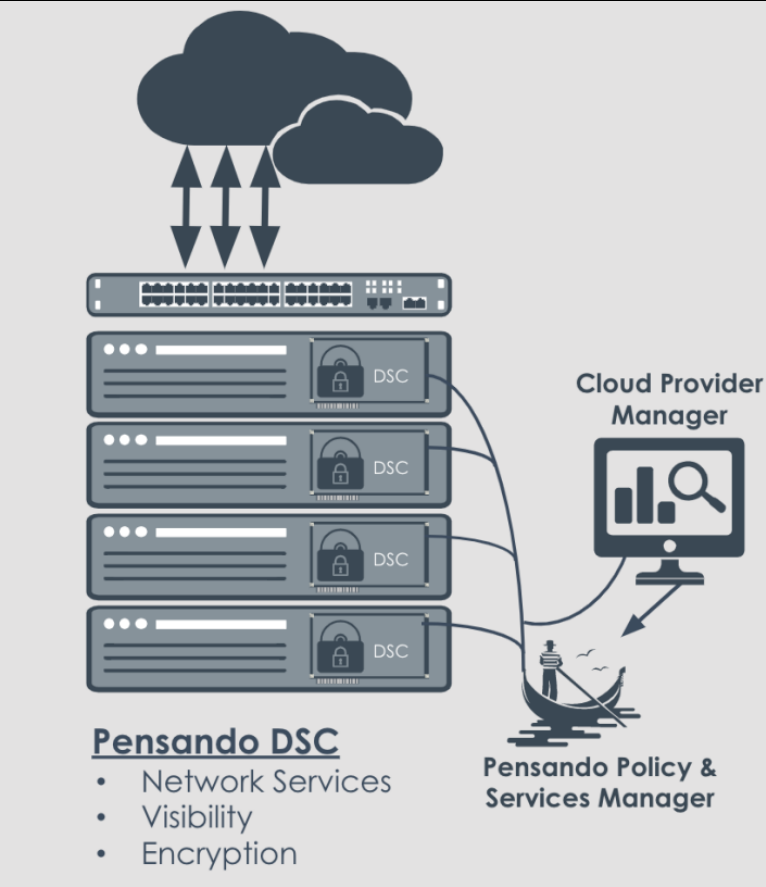 DSC
Cloud Provider
Manager
DSC
DSC
DSC
Pensando DSC
• Network Services
• Visibility
• Encryption
Pensando Policy &
Services Manager